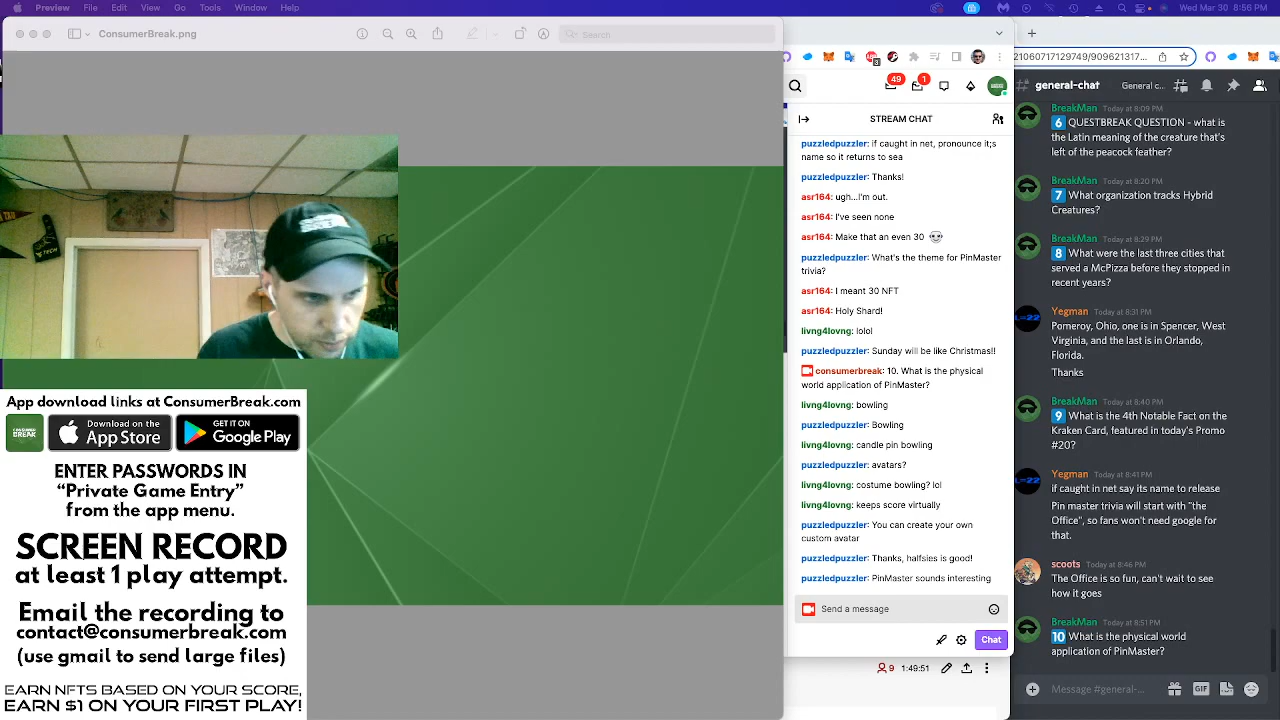 Preview File Edit View Go Tools Window Help
Wed Mar 30 8:56 PM
ConsumerBreak.png
Search
App download links at ConsumerBreak.com
CONSUMER
BREAK
Download on the
App Store
GET IT ON
Google Play
ENTER PASSWORDS IN
“Private Game Entry”
from the app menu.
SCREEN RECORD
at least 1 play attempt.
Email the recording to
contact@consumerbreak.com
(use gmail to send large files)
EARN NFTS BASED ON YOUR SCORE,
EARN $1 ON YOUR FIRST PLAY!
49
1
STREAM CHAT
puzzledpuzzler: if caught in net, pronounce it;s
name so it returns to sea
puzzledpuzzler: Thanks!
asr164: ugh...I'm out.
asr164: I've seen none
asr164: Make that an even 30
puzzledpuzzler: What's the theme for PinMaster
trivia?
asr164: I meant 30 NFT
asr164: Holy Shard!
livng4lovng: lolol
puzzledpuzzler: Sunday will be like Christmas!!
consumerbreak: 10. What is the physical
world application of PinMaster?
livng4lovng: bowling
puzzledpuzzler: Bowling
livng4lovng: candle pin bowling
puzzledpuzzler: avatars?
livng4lovng: costume bowling? lol
livng4lovng: keeps score virtually
puzzledpuzzler: You can create your own
custom avatar
puzzledpuzzler: Thanks, halfsies is good!
puzzledpuzzler: PinMaster sounds interesting
Send a message
Chat
9 1:49:51
21060717129749/909621317...
# general-chat General c...
BreakMan Today at 8:09 PM
6 QUESTBREAK QUESTION - what is
the Latin meaning of the creature that's
left of the peacock feather?
BreakMan Today at 8:20 PM
7 What organization tracks Hybrid
Creatures?
BreakMan Today at 8:29 PM
8 What were the last three cities that
served a McPizza before they stopped in
recent years?
Yegman Today at 8:31 PM
Pomeroy, Ohio, one is in Spencer, West
Virginia, and the last is in Orlando,
Florida.
Thanks
BreakMan Today at 8:40 PM
9 What is the 4th Notable Fact on the
Kraken Card, featured in today's Promo
#20?
Yegman Today at 8:41 PM
if caught in net say its name to release
Pin master trivia will start with "the
Office", so fans won't google for
that.
scoots Today at 8:46 PM
The Office is so fun, can't wait to see
how it goes
BreakMan Today at 8:51 PM
10 What is the physical world
application of PinMaster?
Message #general-...
GIF